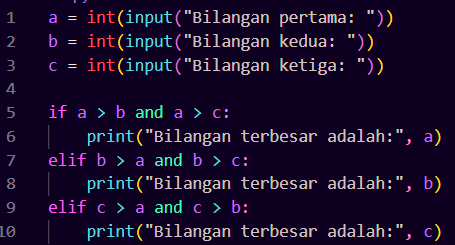 1 a = int(input("Bilangan pertama: "))
2 b = int(input("Bilangan kedua: "))
3 c = int(input("Bilangan ketiga: "))
4
5 if a > b and a > c:
6     print("Bilangan terbesar adalah:", a)
7 elif b > a and b > c:
8     print("Bilangan terbesar adalah:", b)
9 elif c > a and c > b:
10     print("Bilangan terbesar adalah:", c)